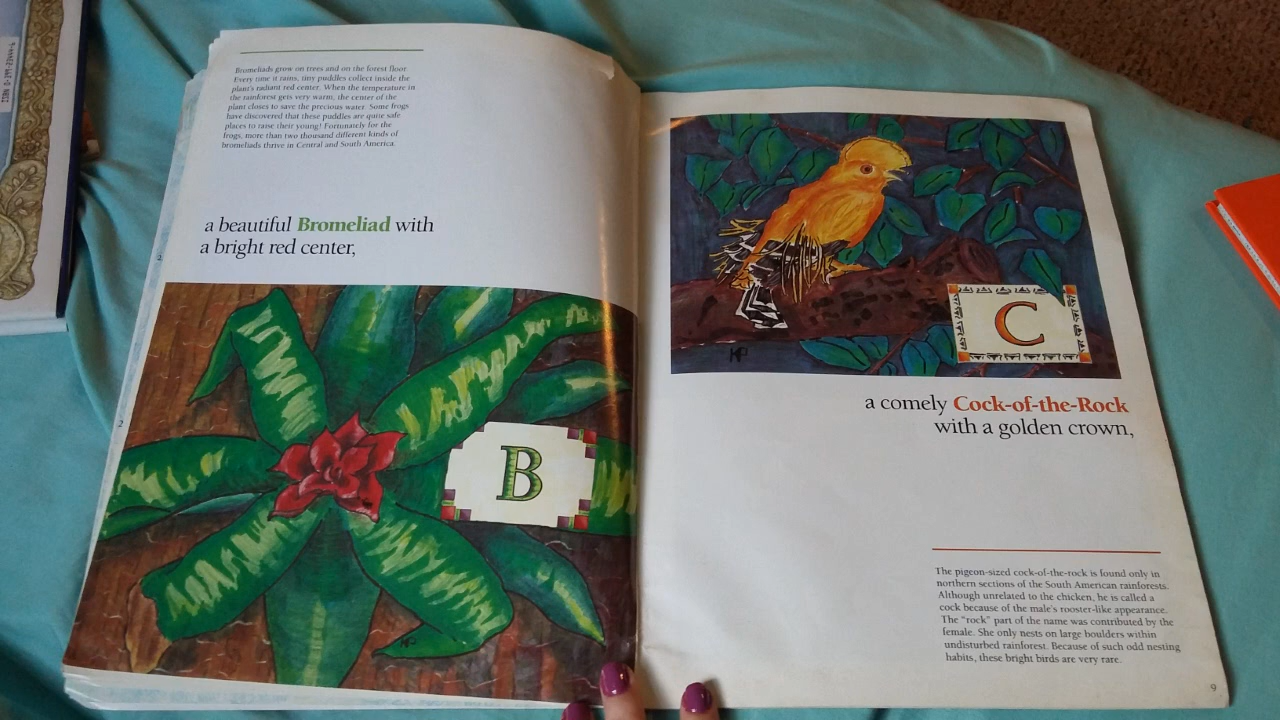 Bromeliads grow on trees and on the forest floor
Every time it rains, tiny puddles collect inside the
plant's radiant red center. When the temperature in
the rainforest gets very warm, the center of the
plant closes to save the precious water. Some frogs
have discovered that these puddles are quite safe
places to raise their young! Fortunately for the
frogs, more than two thousand different kinds of
bromeliads thrive in Central and South America
a beautiful Bromeliad with
a bright red center,
B
2
C
KP
a comely Cock-of-the-Rock
with a golden crown,
The pigeon-sized cock-of-the-rock is found only in
northern sections of the South American rainforests.
Although unrelated to the chicken, he is called a
cock because of the male's rooster-like appearance.
The "rock" part of the name was contributed by the
female. She only nests on large boulders within
undisturbed rainforest. Because of such odd nesting
habits, these bright birds are very rare.
9